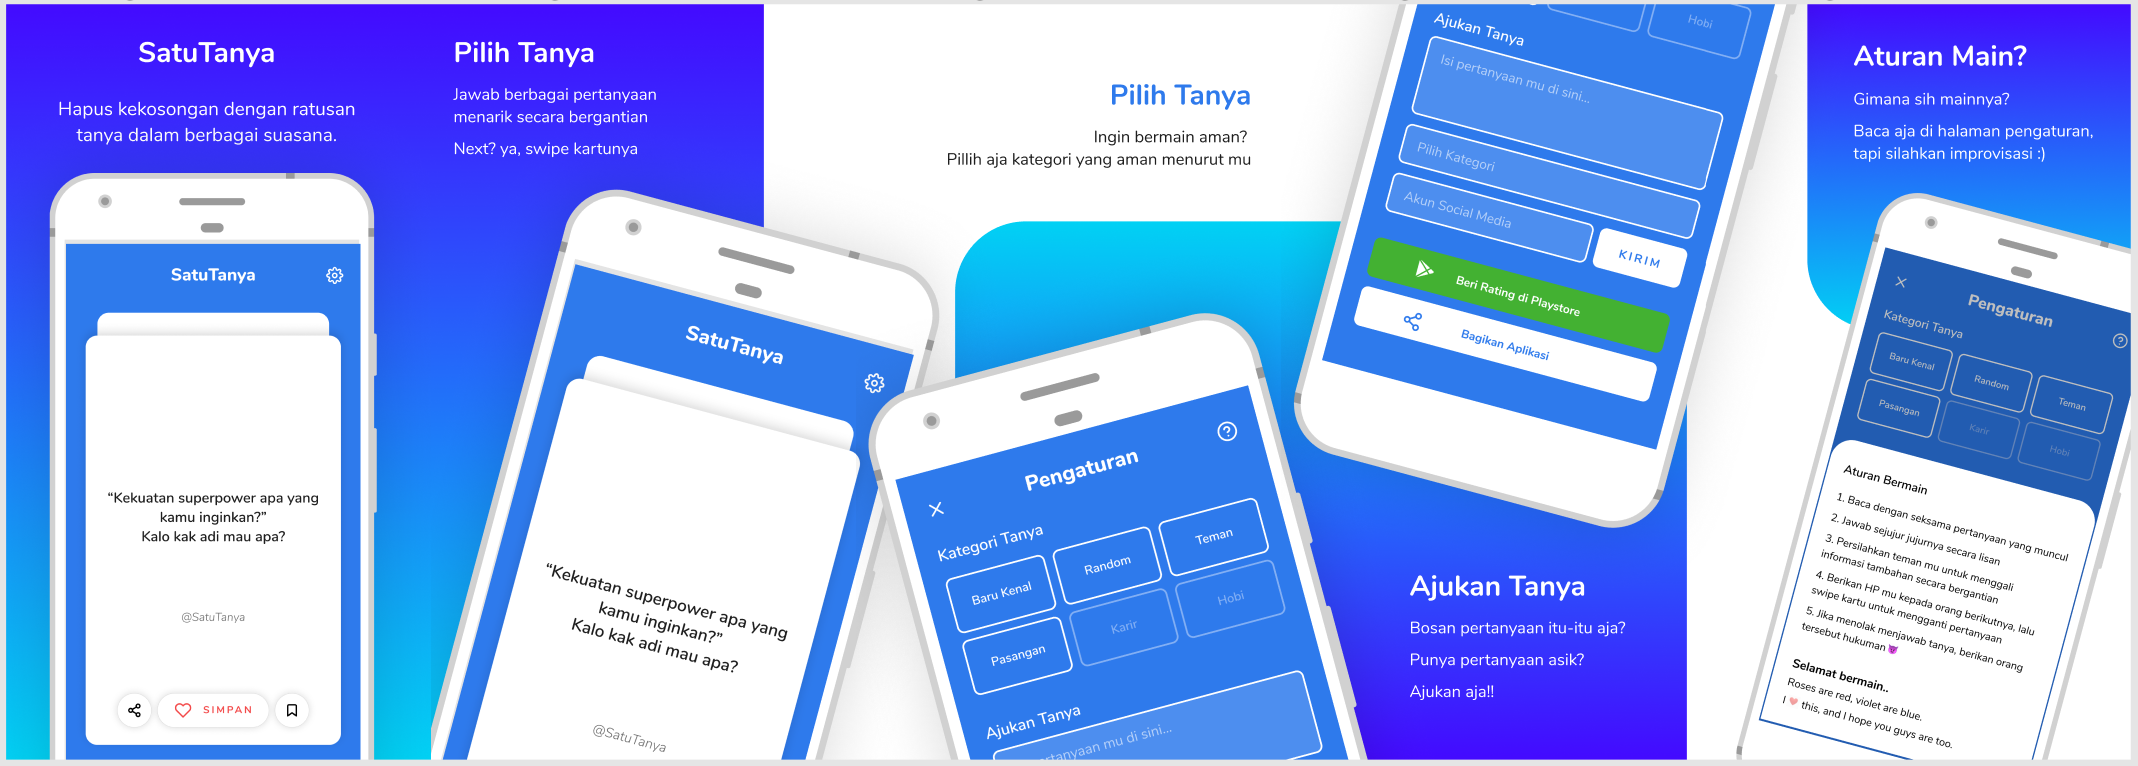 SatuTanya
Hapus kekosongan dengan ratusan
tanya dalam berbagai suasana.
SatuTanya
“Kekuatan superpower apa yang
kamu inginkan?”
Kalo kak adi mau apa?
@SatuTanya
SIMPAN
Pilih Tanya
Jawab berbagai pertanyaan
menarik secara bergantian
Next? ya, swipe kartunya
SatuTanya
“Kekuatan superpower apa yang
kamu inginkan?”
Kalo kak adi mau apa?
@SatuTanya
Pilih Tanya
Ingin bermain aman?
Pillih aja kategori yang aman menurut mu
Pengaturan
Kategori Tanya
Baru Kenal
Random
Teman
Pasangan
Karir
Hobi
Ajukan Tanya
ertanyaan mu di sini...
Hobi
Ajukan Tanya
Isi pertanyaan mu di sini...
Pilih Kategori
Akun Social Media
KIRIM
Beri Rating di Playstore
Bagikan Aplikasi
Ajukan Tanya
Bosan pertanyaan itu-itu aja?
Punya pertanyaan asik?
Ajukan aja!!
Aturan Main?
Gimana sih mainnya?
Baca aja di halaman pengaturan,
tapi silahkan improvisasi :)
Pengaturan
Kategori Tanya
Baru Kenal
Random
Teman
Pasangan
Karir
Hobi
Aturan Bermain
1. Baca dengan seksama pertanyaan yang muncul
2. Jawab sejujur jujurnya secara lisan
3. Persilahkan teman mu untuk menggali
informasi tambahan secara bergantian
4. Berikan HP mu kepada orang berikutnya, lalu
swipe kartu untuk mengganti pertanyaan
5. Jika menolak menjawab tanya, berikan orang
tersebut hukuman 😈
Selamat bermain..
Roses are red, violet are blue.
I ❤ this, and I hope you guys are too.